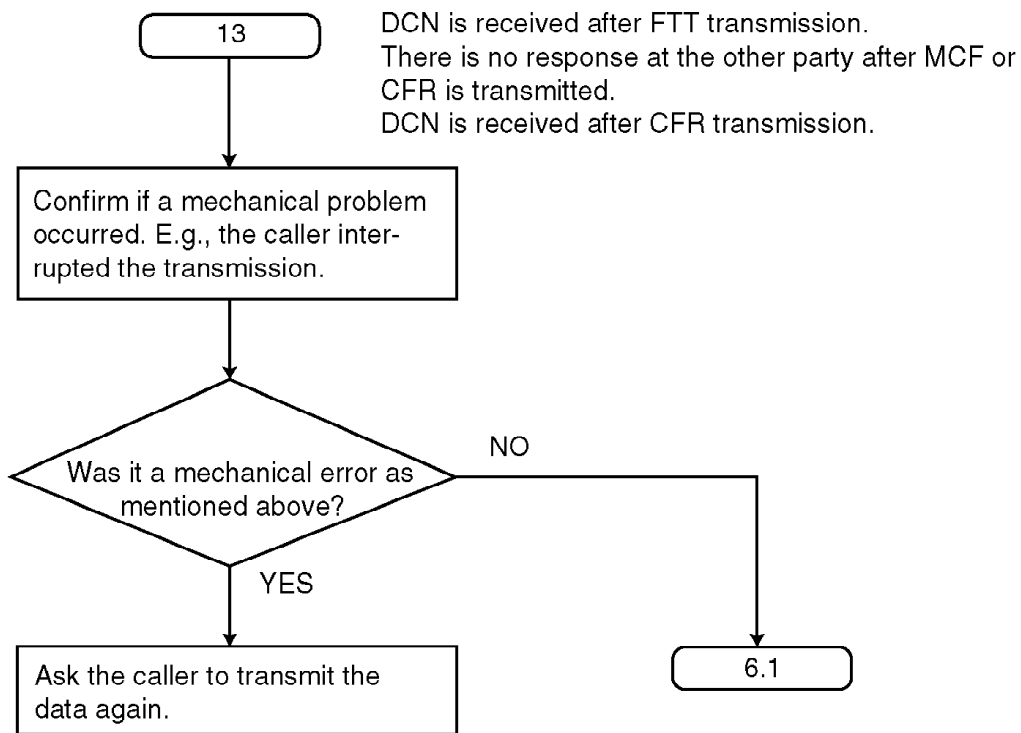 13
DCN is received after FTT transmission.
There is no response at the other party after MCF or
CFR is transmitted.
DCN is received after CFR transmission.
Confirm if a mechanical problem
occurred. E.g., the caller inter-
rupted the transmission.
Was it a mechanical error as
mentioned above?
NO
YES
Ask the caller to transmit the
data again.
6.1